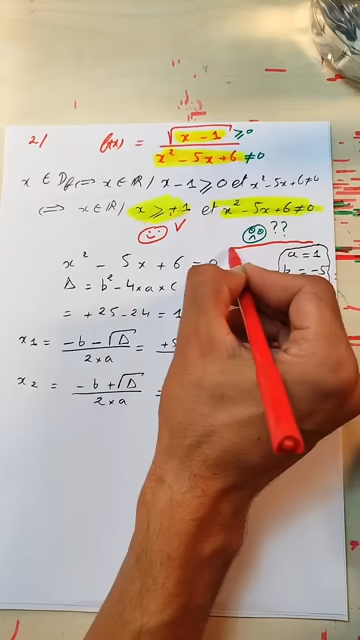 2/ f(x) = √(x - 1) ≥0 / x² - 5x + 6 ≠0
x ∈ Df ⟺ x ∈ ℝ / x - 1 ⩾ 0 et x² - 5x + 6 ≠ 0
⟺ x ∈ ℝ / x ⩾ +1 et x² - 5x + 6 ≠ 0
✓ ??
x² - 5x + 6 = 0 a = 1
Δ = b² - 4 × a × c b = -5
= + 25 - 24 = 1
x1 = (-b - √Δ) / (2 × a) = +5
x2 = (-b + √Δ) / (2 × a) =